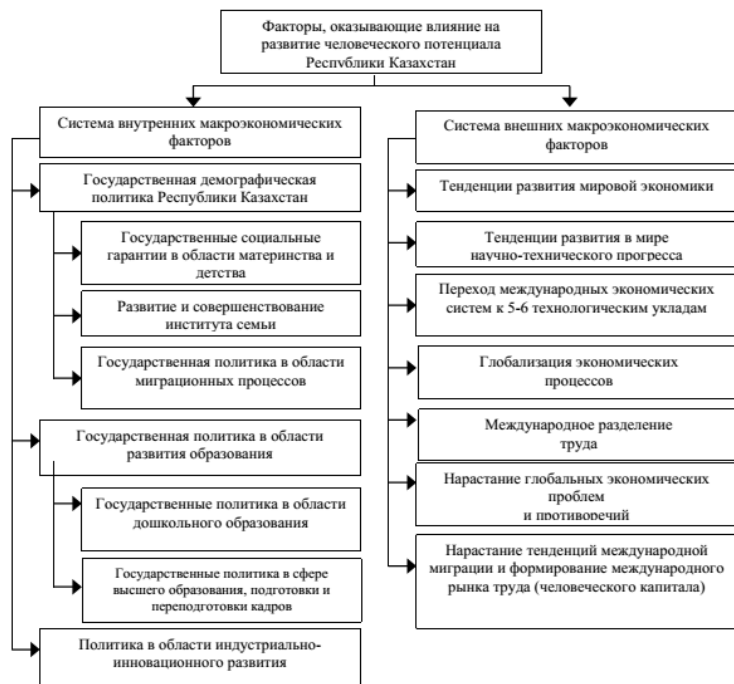 Факторы, оказывающие влияние на
развитие человеческого потенциала
Республики Казахстан
Система внутренних макроэкономических
факторов
Государственная демографическая
политика Республики Казахстан
Государственные социальные
гарантии в области материнства и
детства
Развитие и совершенствование
института семьи
Государственная политика в области
миграционных процессов
Государственная политика в области
развития образования
Государственные политика в области
дошкольного образования
Государственные политика в сфере
высшего образования, подготовки и
переподготовки кадров
Политика в области индустриально-
инновационного развития
Система внешних макроэкономических
факторов
Тенденции развития мировой экономики
Тенденции развития в мире
научно-технического прогресса
Переход международных экономических
систем к 5-6 технологическим укладам
Глобализация экономических
процессов
Международное разделение
труда
Нарастание глобальных экономических
проблем
и противоречий
Нарастание тенденций международной
миграции и формирование международного
рынка труда (человеческого капитала)